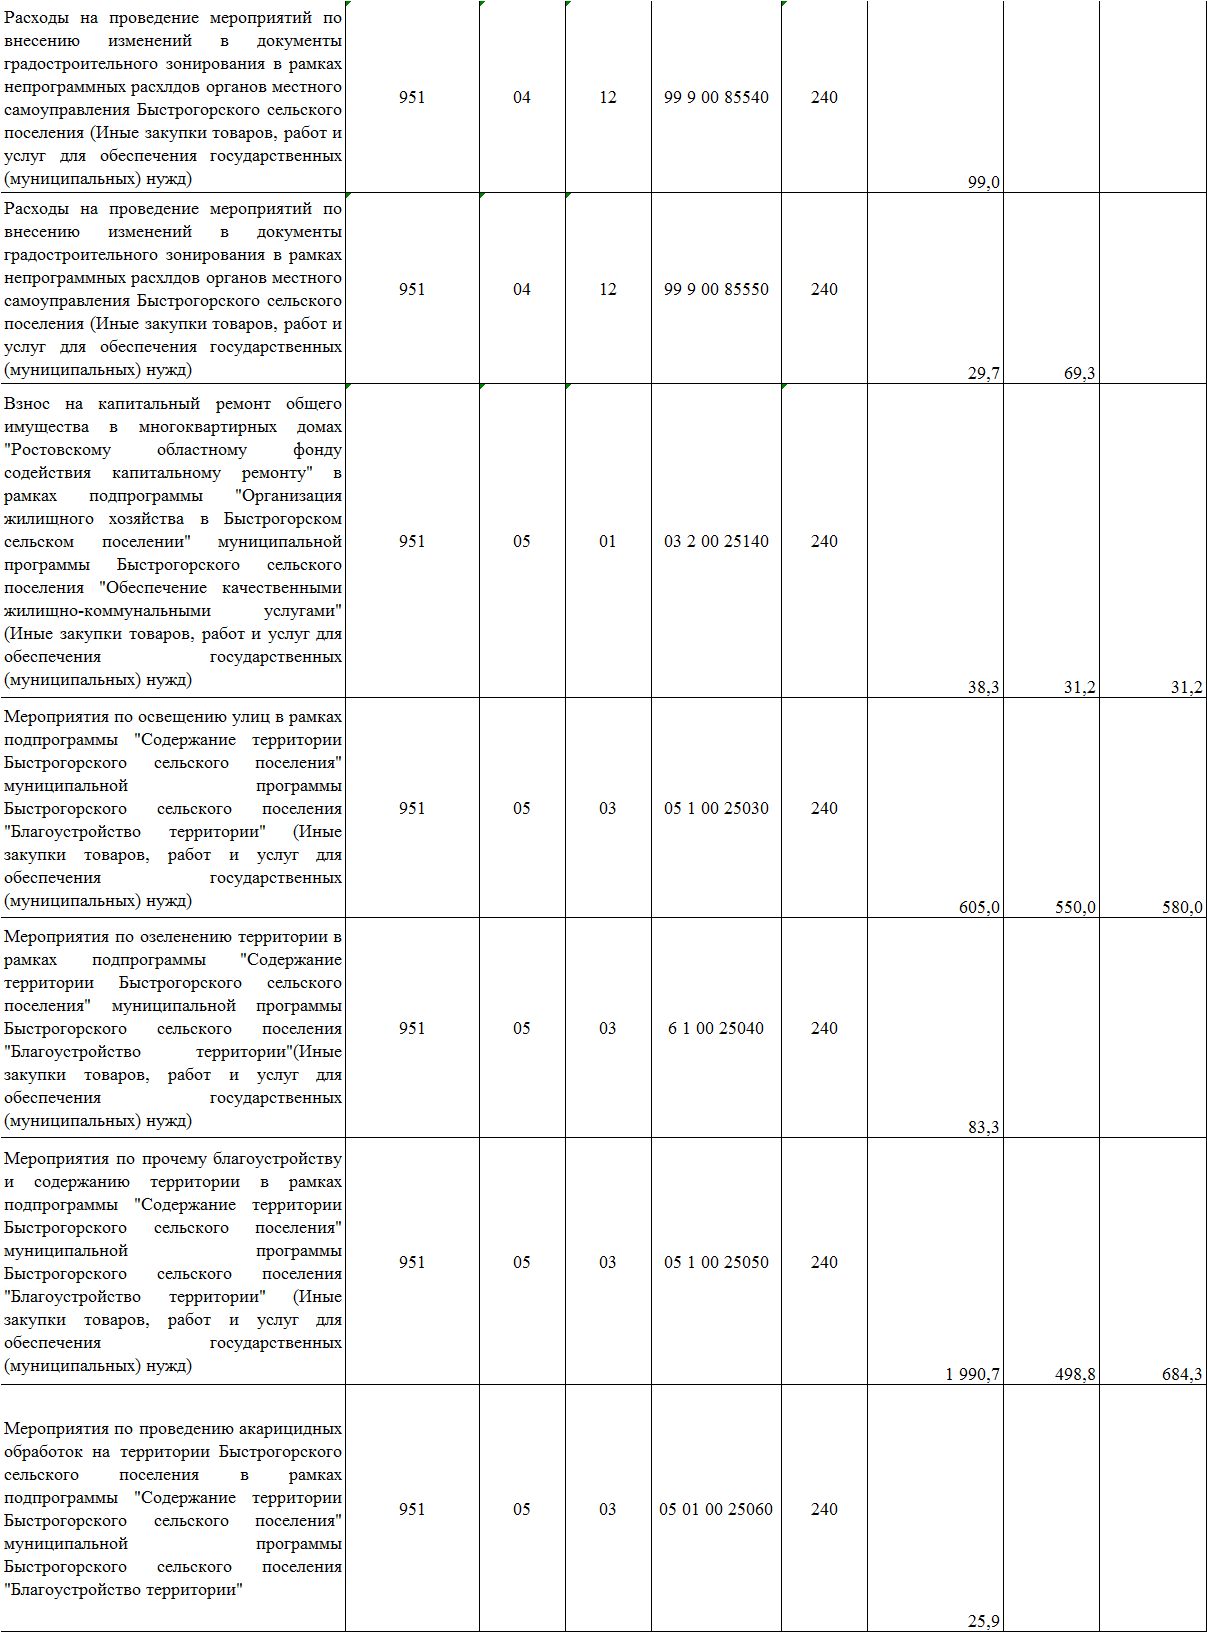 Расходы на проведение мероприятий по
внесению изменений в документы
градостроительного зонирования в рамках
непрограммных расхлдов органов местного
самоуправления Быстрогорского сельского
поселения (Иные закупки товаров, работ и
услуг для обеспечения государственных
(муниципальных) нужд)
951 04 12 99 9 00 85540 240
99,0
Расходы на проведение мероприятий по
внесению изменений в документы
градостроительного зонирования в рамках
непрограммных расхлдов органов местного
самоуправления Быстрогорского сельского
поселения (Иные закупки товаров, работ и
услуг для обеспечения государственных
(муниципальных) нужд)
951 04 12 99 9 00 85550 240
29,7 69,3
Взнос на капитальный ремонт общего
имущества в многоквартирных домах
"Ростовскому областному фонду
содействия капитальному ремонту" в
рамках подпрограммы "Организация
жилищного хозяйства в Быстрогорском
сельском поселении" муниципальной
программы Быстрогорского сельского
поселения "Обеспечение качественными
жилищно-коммунальными услугами"
(Иные закупки товаров, работ и услуг для
обеспечения государственных
(муниципальных) нужд)
951 05 01 03 2 00 25140 240
38,3 31,2 31,2
Мероприятия по освещению улиц в рамках
подпрограммы "Содержание территории
Быстрогорского сельского поселения"
муниципальной программы
Быстрогорского сельского поселения
"Благоустройство территории" (Иные
закупки товаров, работ и услуг для
обеспечения государственных
(муниципальных) нужд)
951 05 03 05 1 00 25030 240
605,0 550,0 580,0
Мероприятия по озеленению территории в
рамках подпрограммы "Содержание
территории Быстрогорского сельского
поселения" муниципальной программы
Быстрогорского сельского поселения
"Благоустройство территории"(Иные
закупки товаров, работ и услуг для
обеспечения государственных
(муниципальных) нужд)
951 05 03 6 1 00 25040 240
83,3
Мероприятия по прочему благоустройству
и содержанию территории в рамках
подпрограммы "Содержание территории
Быстрогорского сельского поселения"
муниципальной программы
Быстрогорского сельского поселения
"Благоустройство территории" (Иные
закупки товаров, работ и услуг для
обеспечения государственных
(муниципальных) нужд)
951 05 03 05 1 00 25050 240
1 990,7 498,8 684,3
Мероприятия по проведению акарицидных
обработок на территории Быстрогорского
сельского поселения в рамках
подпрограммы "Содержание территории
Быстрогорского сельского поселения"
муниципальной программы
Быстрогорского сельского поселения
"Благоустройство территории"
951 05 03 05 01 00 25060 240
25,9